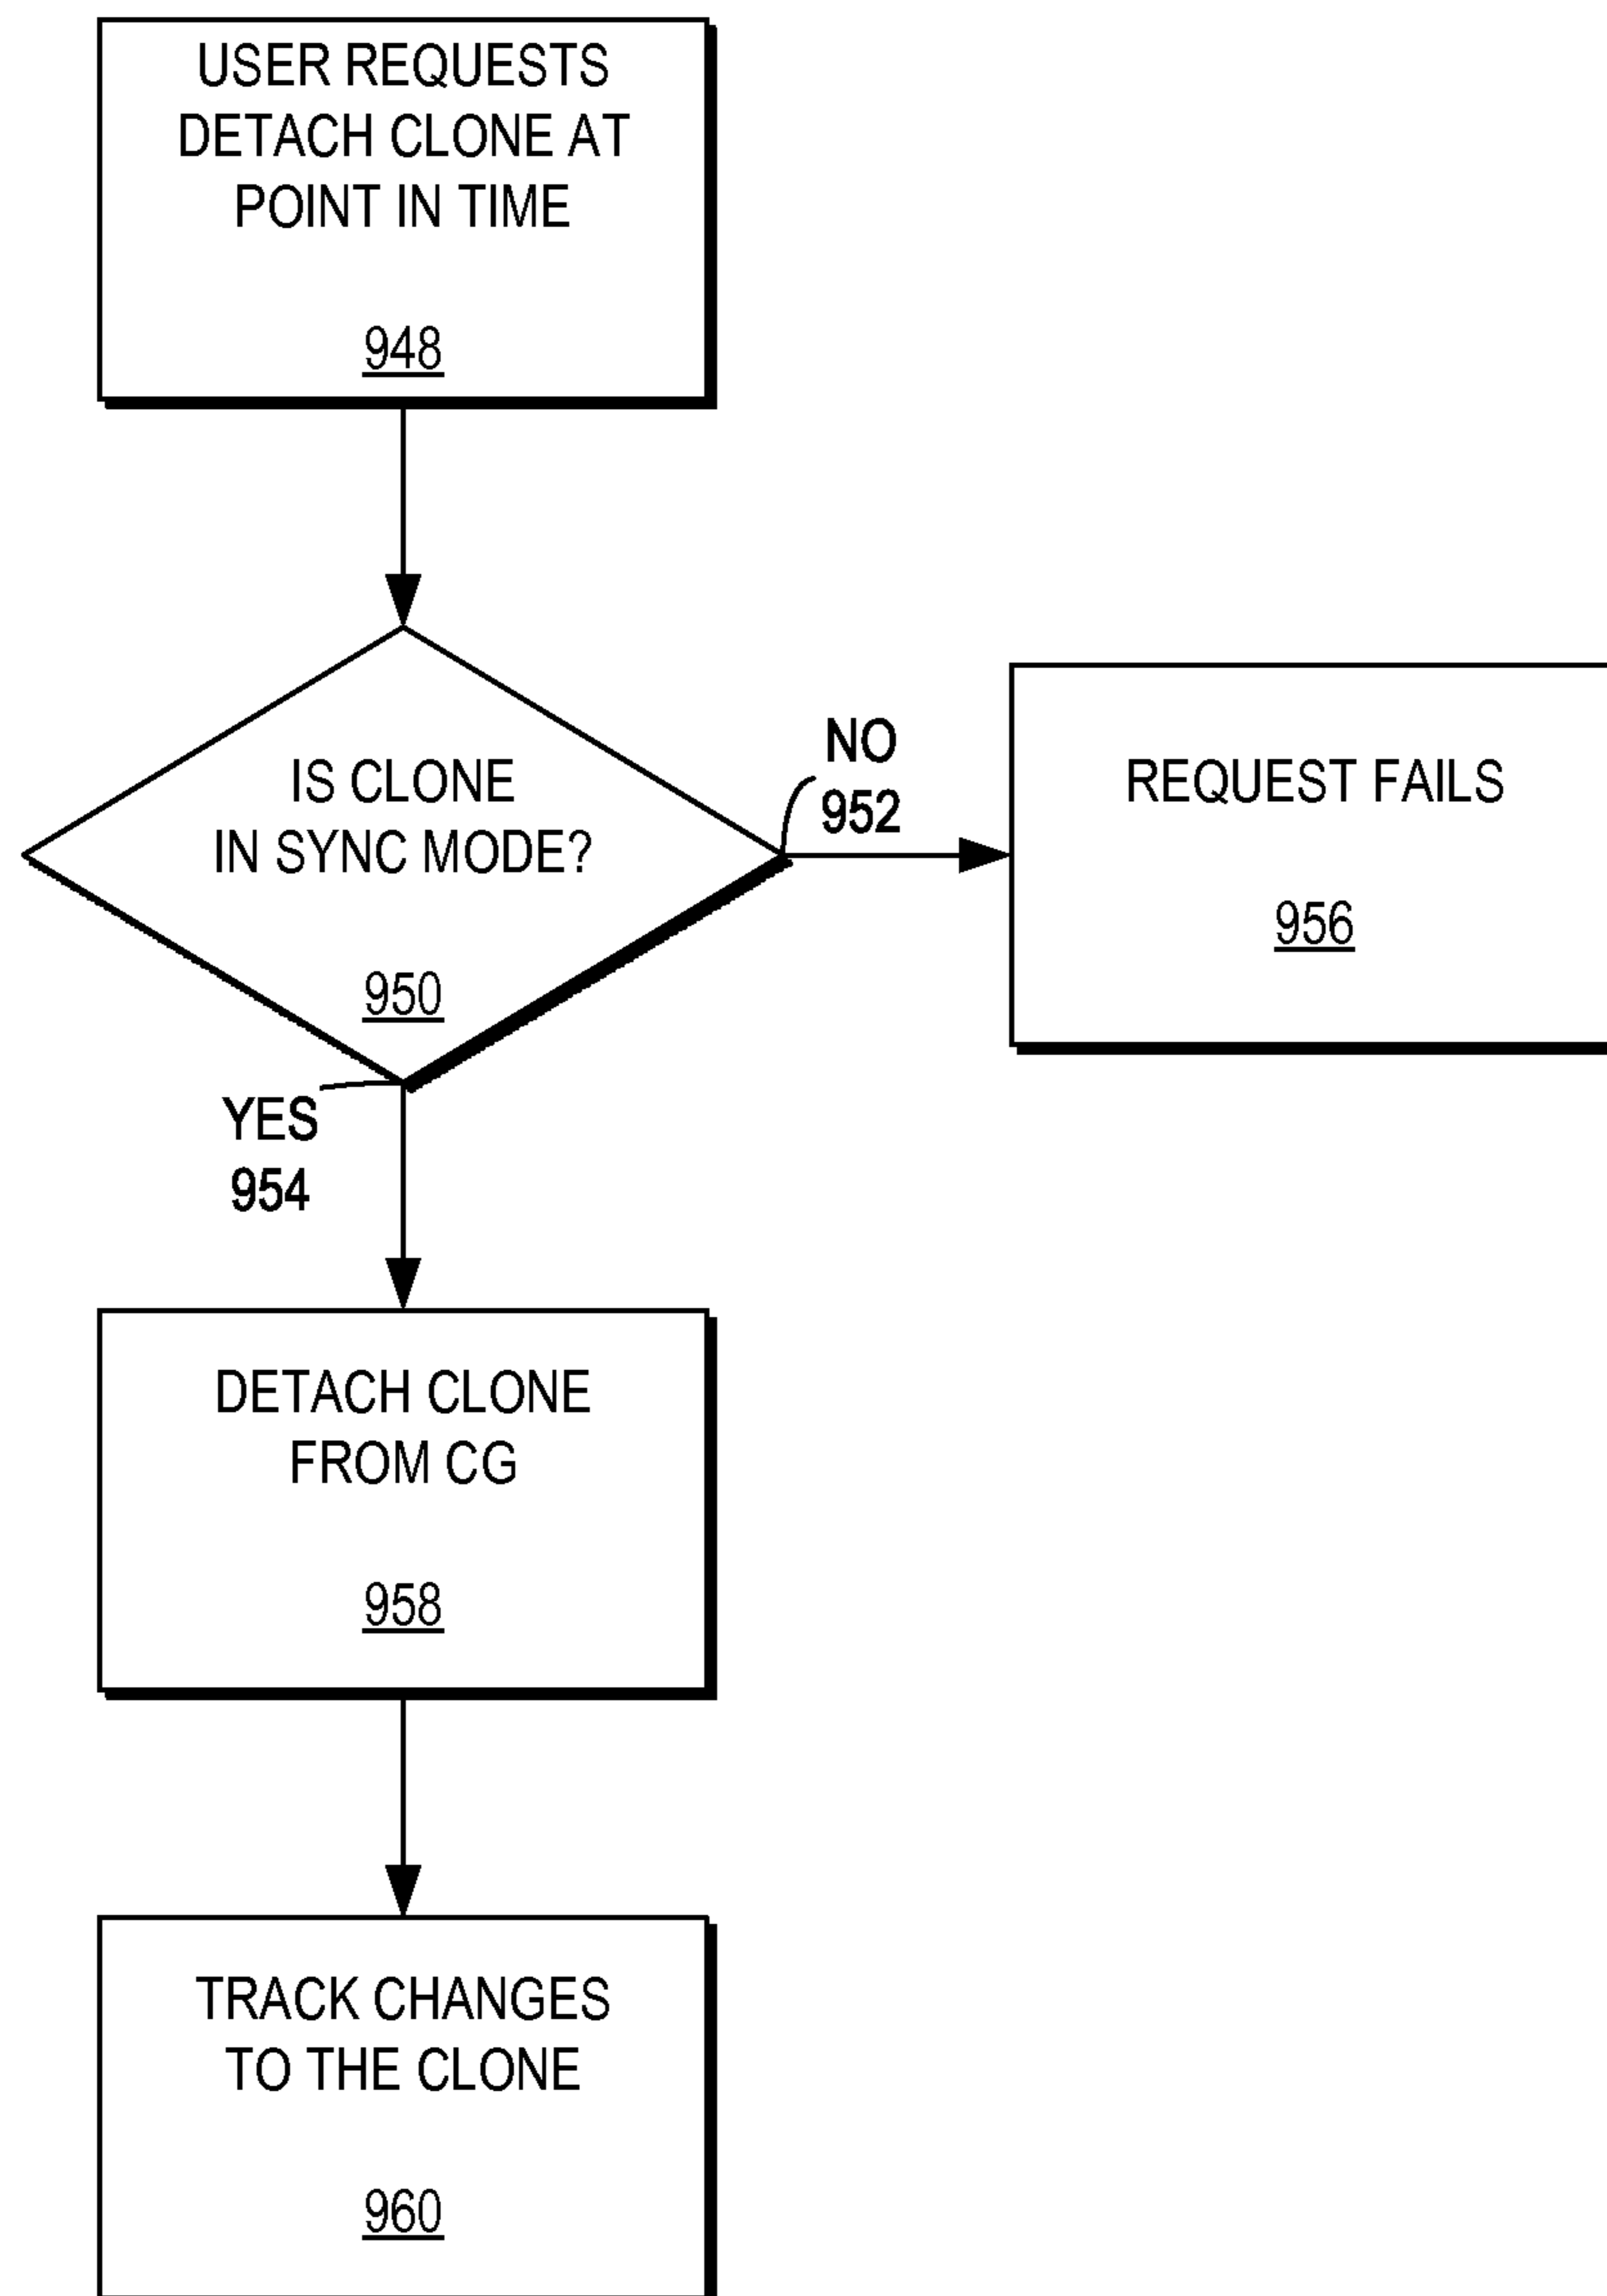 USER REQUESTS
DETACH CLONE AT
POINT IN TIME
948
IS CLONE
IN SYNC MODE?
950
NO
952
REQUEST FAILS
956
YES
954
DETACH CLONE
FROM CG
958
TRACK CHANGES
TO THE CLONE
960